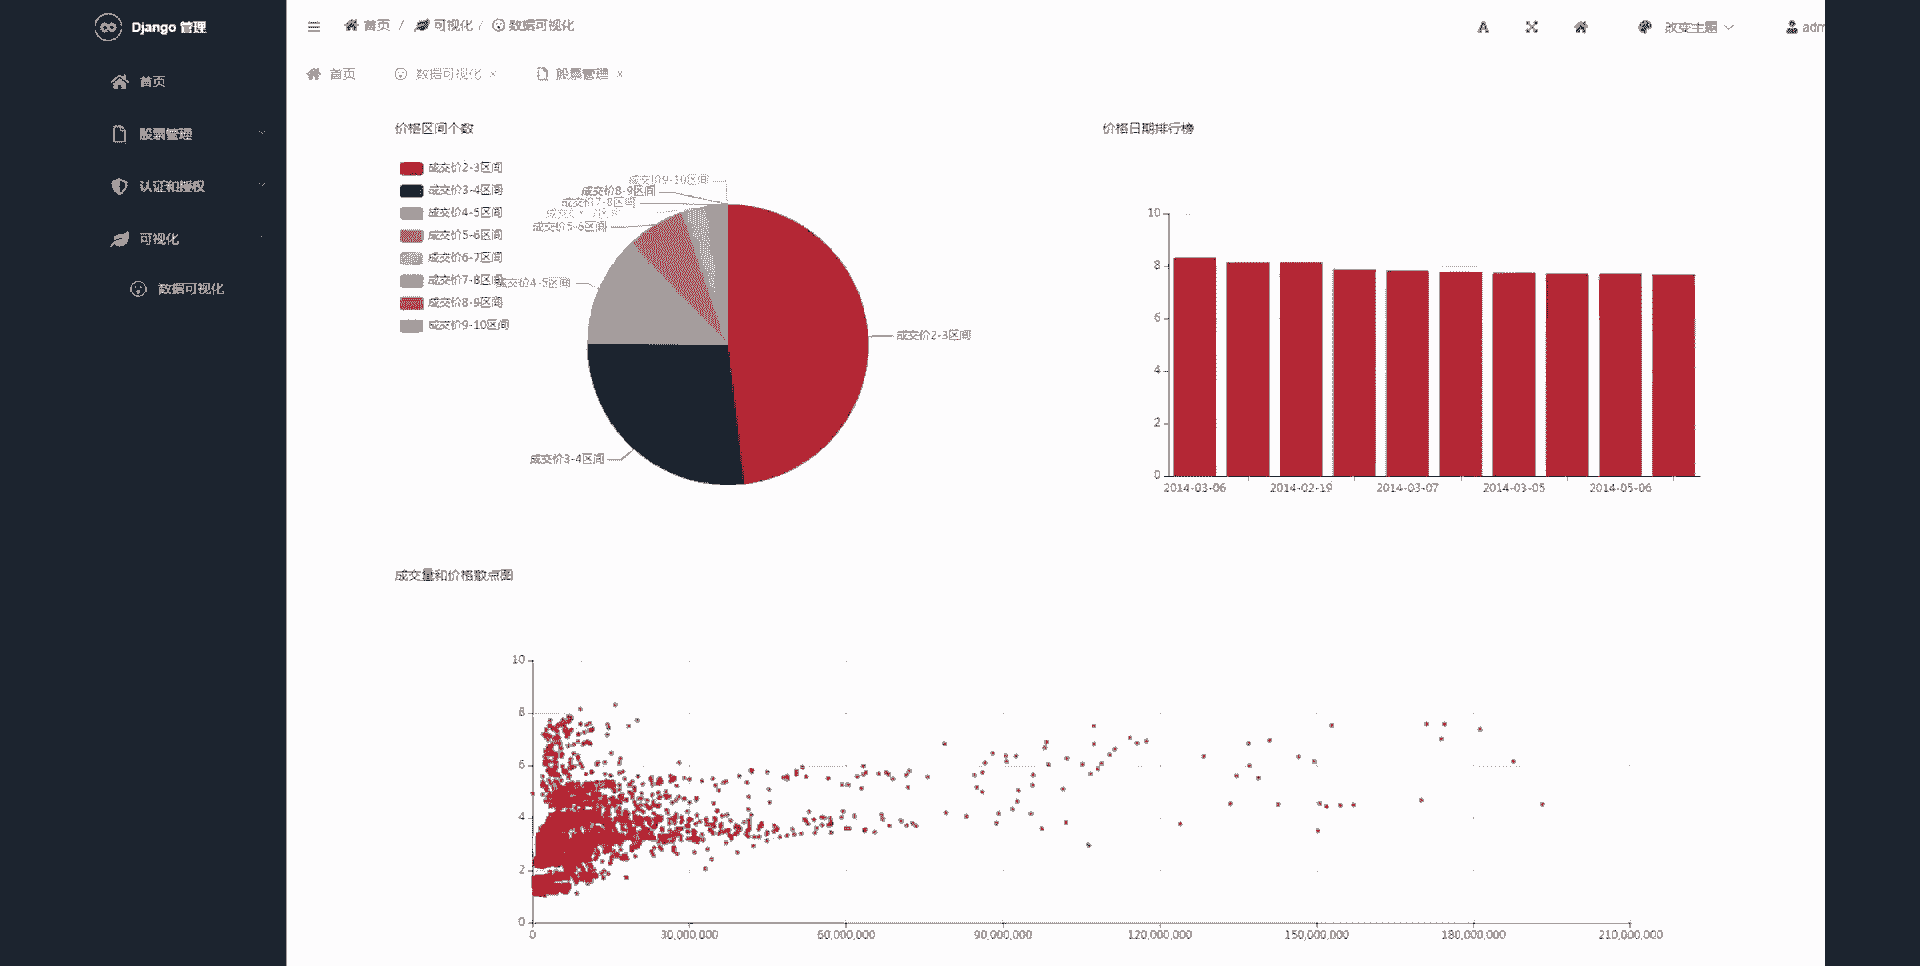 Django 管理
首页
股票管理
认证和授权
可视化
数据可视化
首页 / 可视化 / 数据可视化
A
改变主题
adm
首页
数据可视化 ×
股票管理 ×
价格区间个数
成交价2-3区间
成交价3-4区间
成交价4-5区间
成交价5-6区间
成交价6-7区间
成交价7-8区间
成交价8-9区间
成交价9-10区间
成交价9-10区间
成交价8-9区间
成交价7-8区间
成交价5-6区间
成交价4-5区间
成交价2-3区间
成交价3-4区间
价格日期排行榜
10
8
6
4
2
0
2014-03-06 2014-02-19 2014-03-07 2014-03-05 2014-05-06
成交量和价格散点图
10
8
6
4
2
0
0 30,000,000 60,000,000 90,000,000 120,000,000 150,000,000 180,000,000 210,000,000